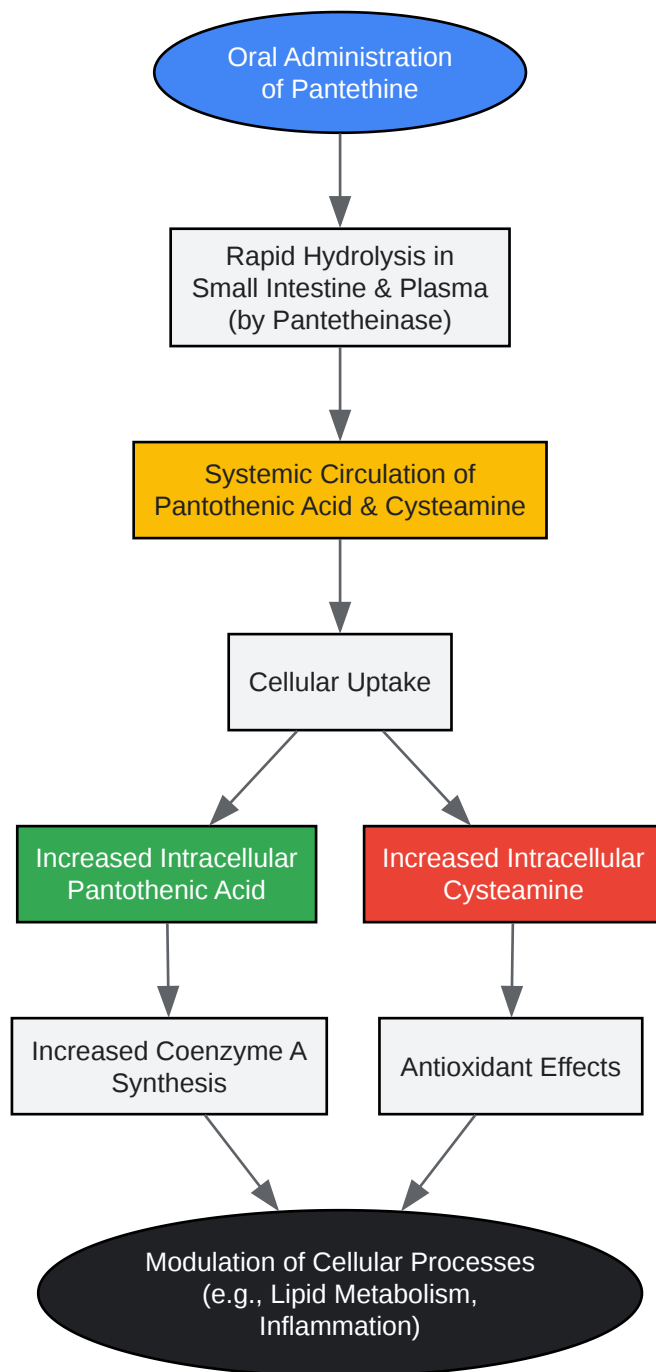 Oral Administration
of Pantethine
Rapid Hydrolysis in
Small Intestine & Plasma
(by Pantetheinase)
Systemic Circulation of
Pantothenic Acid & Cysteamine
Cellular Uptake
Increased Intracellular
Pantothenic Acid
Increased Intracellular
Cysteamine
Increased Coenzyme A
Synthesis
Antioxidant Effects
Modulation of Cellular Processes
(e.g., Lipid Metabolism,
Inflammation)